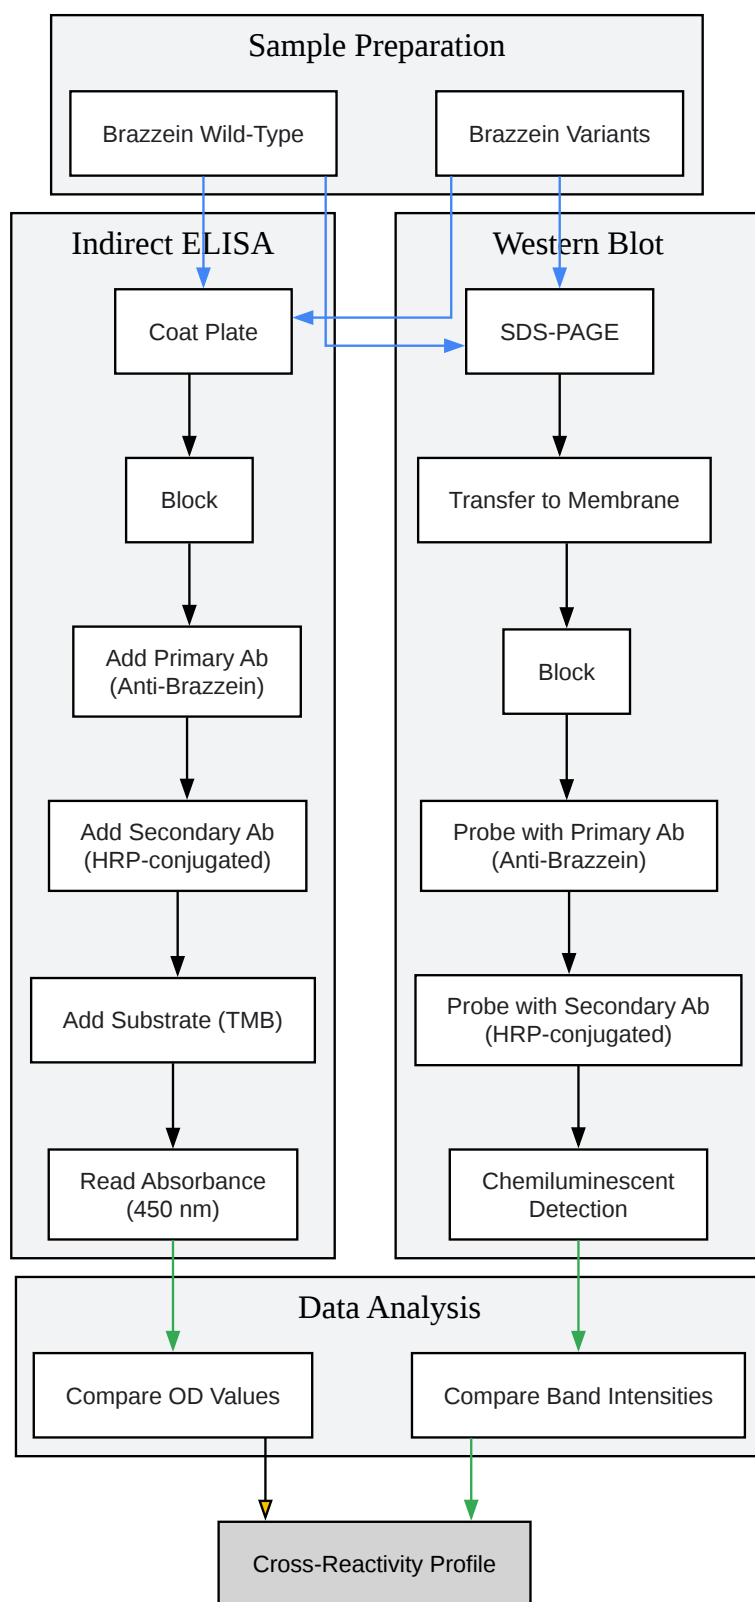 Sample Preparation
Brazzein Wild-Type
Brazzein Variants
Indirect ELISA
Coat Plate
Block
Add Primary Ab
(Anti-Brazzein)
Add Secondary Ab
(HRP-conjugated)
Add Substrate (TMB)
Read Absorbance
(450 nm)
Western Blot
SDS-PAGE
Transfer to Membrane
Block
Probe with Primary Ab
(Anti-Brazzein)
Probe with Secondary Ab
(HRP-conjugated)
Chemiluminescent
Detection
Data Analysis
Compare OD Values
Compare Band Intensities
Cross-Reactivity Profile